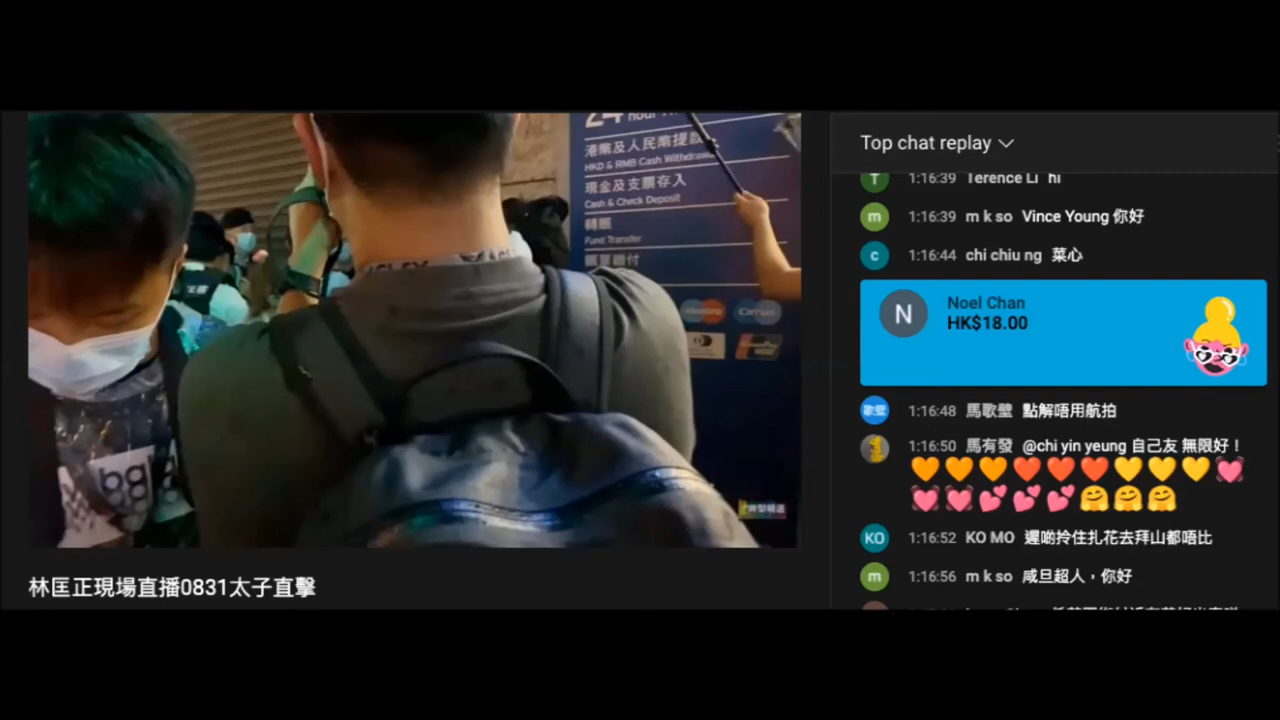 24 hour
港幣及人民幣提款
HKD & RMB Cash Withdrawal
現金及支票存入
Cash & Check Deposit
轉賬
Fund Transfer
Cirrus
bg
林匡正現場直播0831太子直擊
Top chat replay
T 1:16:39 Terence Li hi
m 1:16:39 m k so Vince Young 你好
c 1:16:44 chi chiu ng 菜心
N Noel Chan
HK$18.00
1:16:48 馬歌璧 點解唔用航拍
1:16:50 馬有發 @chi yin yeung 自己友 無限好！
🧡🧡🧡❤️❤️❤️💛💛💛💓
💓💓💕💕💕🤗🤗🤗
KO 1:16:52 KO MO 遲啲拎住扎花去拜山都唔比
m 1:16:56 m k so 咸旦超人，你好